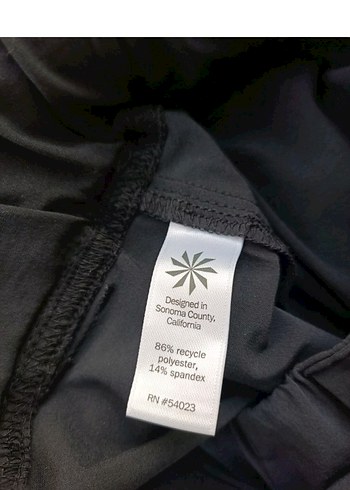 Designed in
Sonoma County,
California
86% recycle
polyester,
14% spandex
RN #54023